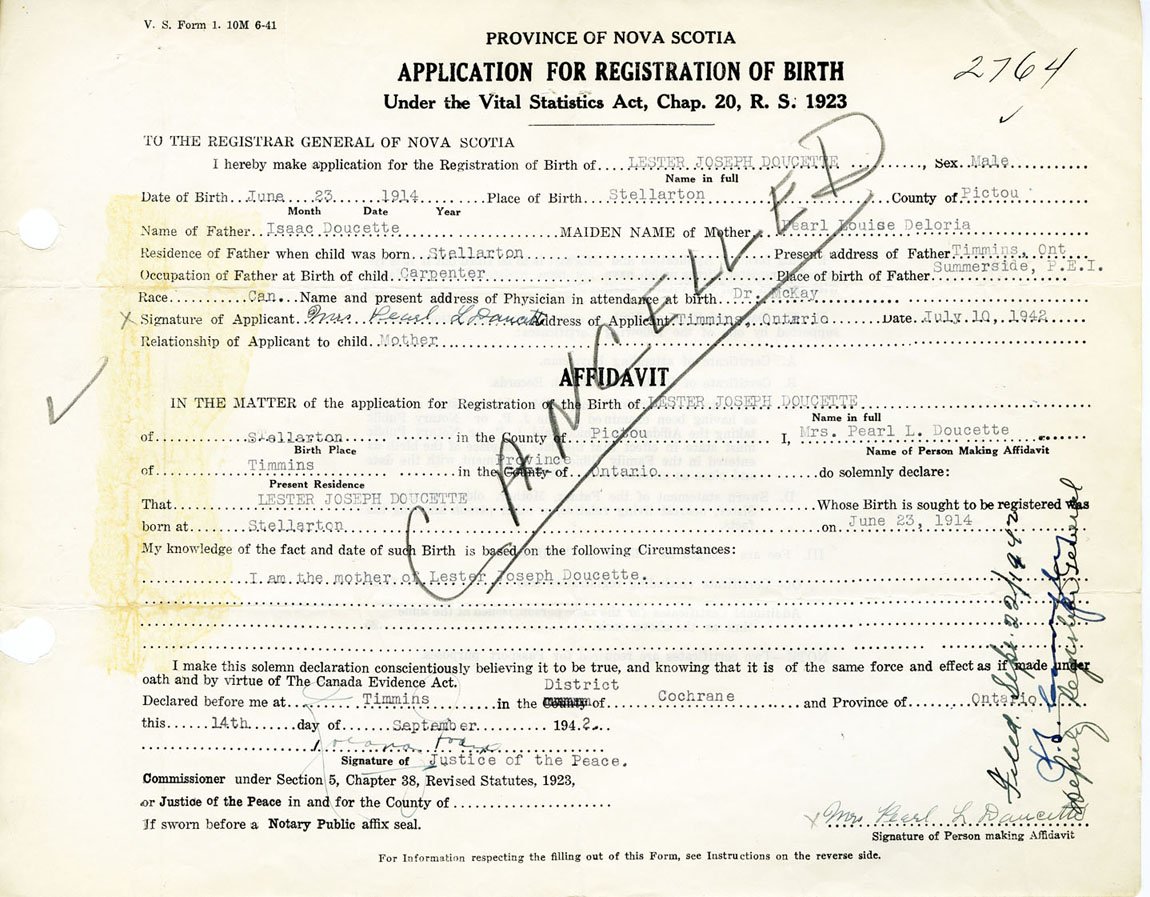 V. S. Form 1. 10M 6-41
PROVINCE OF NOVA SCOTIA
2764
APPLICATION FOR REGISTRATION OF BIRTH
Under the Vital Statistics Act, Chap. 20, R. S. 1923
TO THE REGISTRAR GENERAL OF NOVA SCOTIA
I hereby make application for the Registration of Birth of LESTER JOSEPH DOUCETTE, Sex Male
Name in full
Date of Birth June 23 1914 Place of Birth Stellarton County of Pictou
Month Date Year
Name of Father Isaac Doucette MAIDEN NAME of Mother Pearl Louise Deloria
Residence of Father when child was born Stellarton Present address of Father Timmins, Ont
Occupation of Father at Birth of child. Carpenter Place of birth of Father Summerside, P.E.I.
Race Can. Name and present address of Physician in attendance at birth Dr. McKay
X Signature of Applicant Mrs Pearl L Doucette Address of Applicant Timmins, Ontario Date July 10, 1942
Relationship of Applicant to child Mother
CANCELLED
AFFIDAVIT
IN THE MATTER of the application for Registration of the Birth of LESTER JOSEPH DOUCETTE
Name in full
of Stellarton in the County of Pictou I, Mrs. Pearl L. Doucette
Birth Place Name of Person Making Affidavit
Province
of Timmins in the County of Ontario do solemnly declare:
Present Residence
That LESTER JOSEPH DOUCETTE Whose Birth is sought to be registered was
born at Stellarton on June 23, 1914
My knowledge of the fact and date of such Birth is based on the following Circumstances:
I am the mother of Lester Joseph Doucette.
I make this solemn declaration conscientiously believing it to be true, and knowing that it is of the same force and effect as if made under
oath and by virtue of The Canada Evidence Act.
District
Declared before me at Timmins in the County of Cochrane and Province of Ontario
this 14th day of September 1942.
Signature of Justice of the Peace.
Commissioner under Section 5, Chapter 38, Revised Statutes, 1923,
or Justice of the Peace in and for the County of
If sworn before a Notary Public affix seal.
X Mrs Pearl L Doucette
Signature of Person making Affidavit
For Information respecting the filling out of this Form, see Instructions on the reverse side.
Filed Sept. 22/1942
Deputy Registrar General